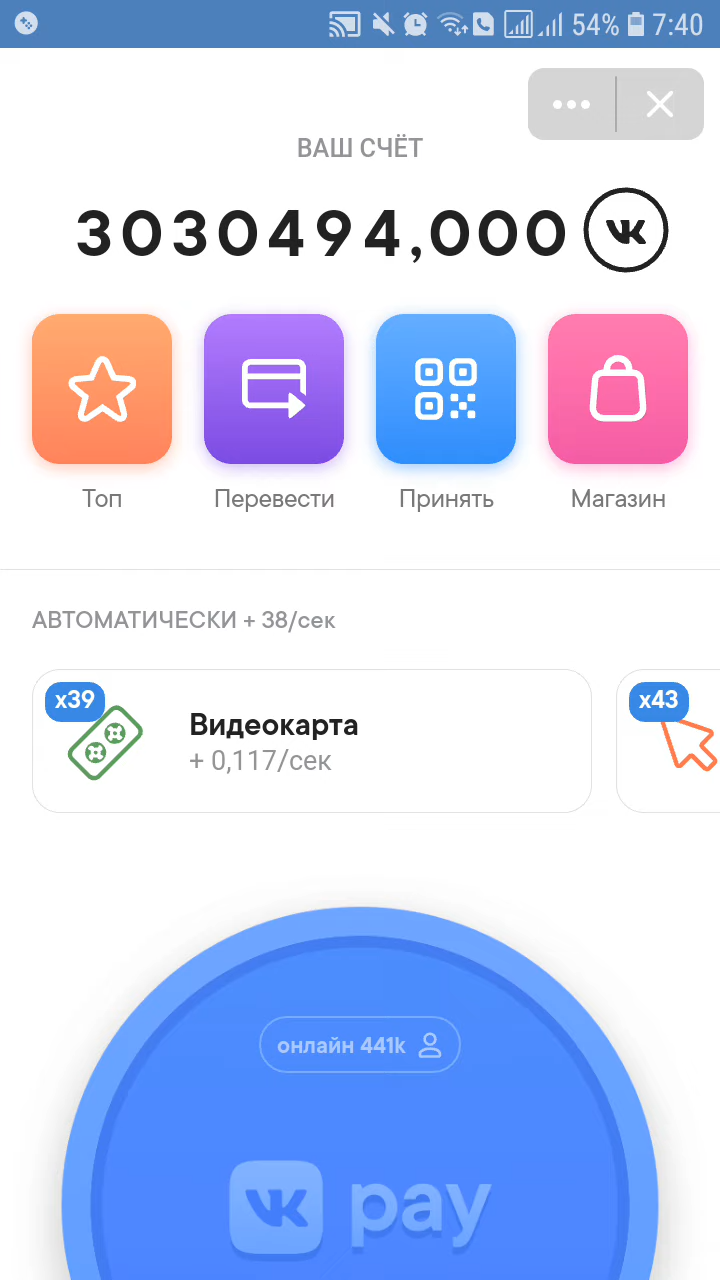 54% 7:40
ВАШ СЧЁТ
3030494,000
Топ Перевести Принять Магазин
АВТОМАТИЧЕСКИ + 38/сек
x39
Видеокарта
+ 0,117/сек
x43
онлайн 441k
pay